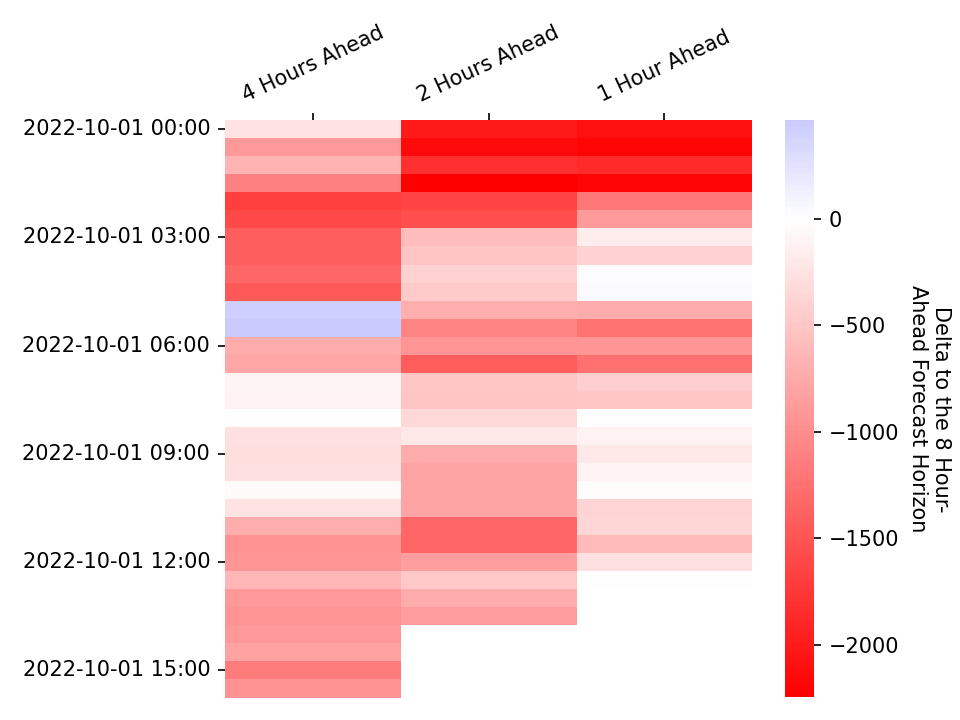 4 Hours Ahead
2 Hours Ahead
1 Hour Ahead
2022-10-01 00:00
2022-10-01 03:00
2022-10-01 06:00
2022-10-01 09:00
2022-10-01 12:00
2022-10-01 15:00
0
−500
−1000
−1500
−2000
Delta to the 8 Hour-
Ahead Forecast Horizon